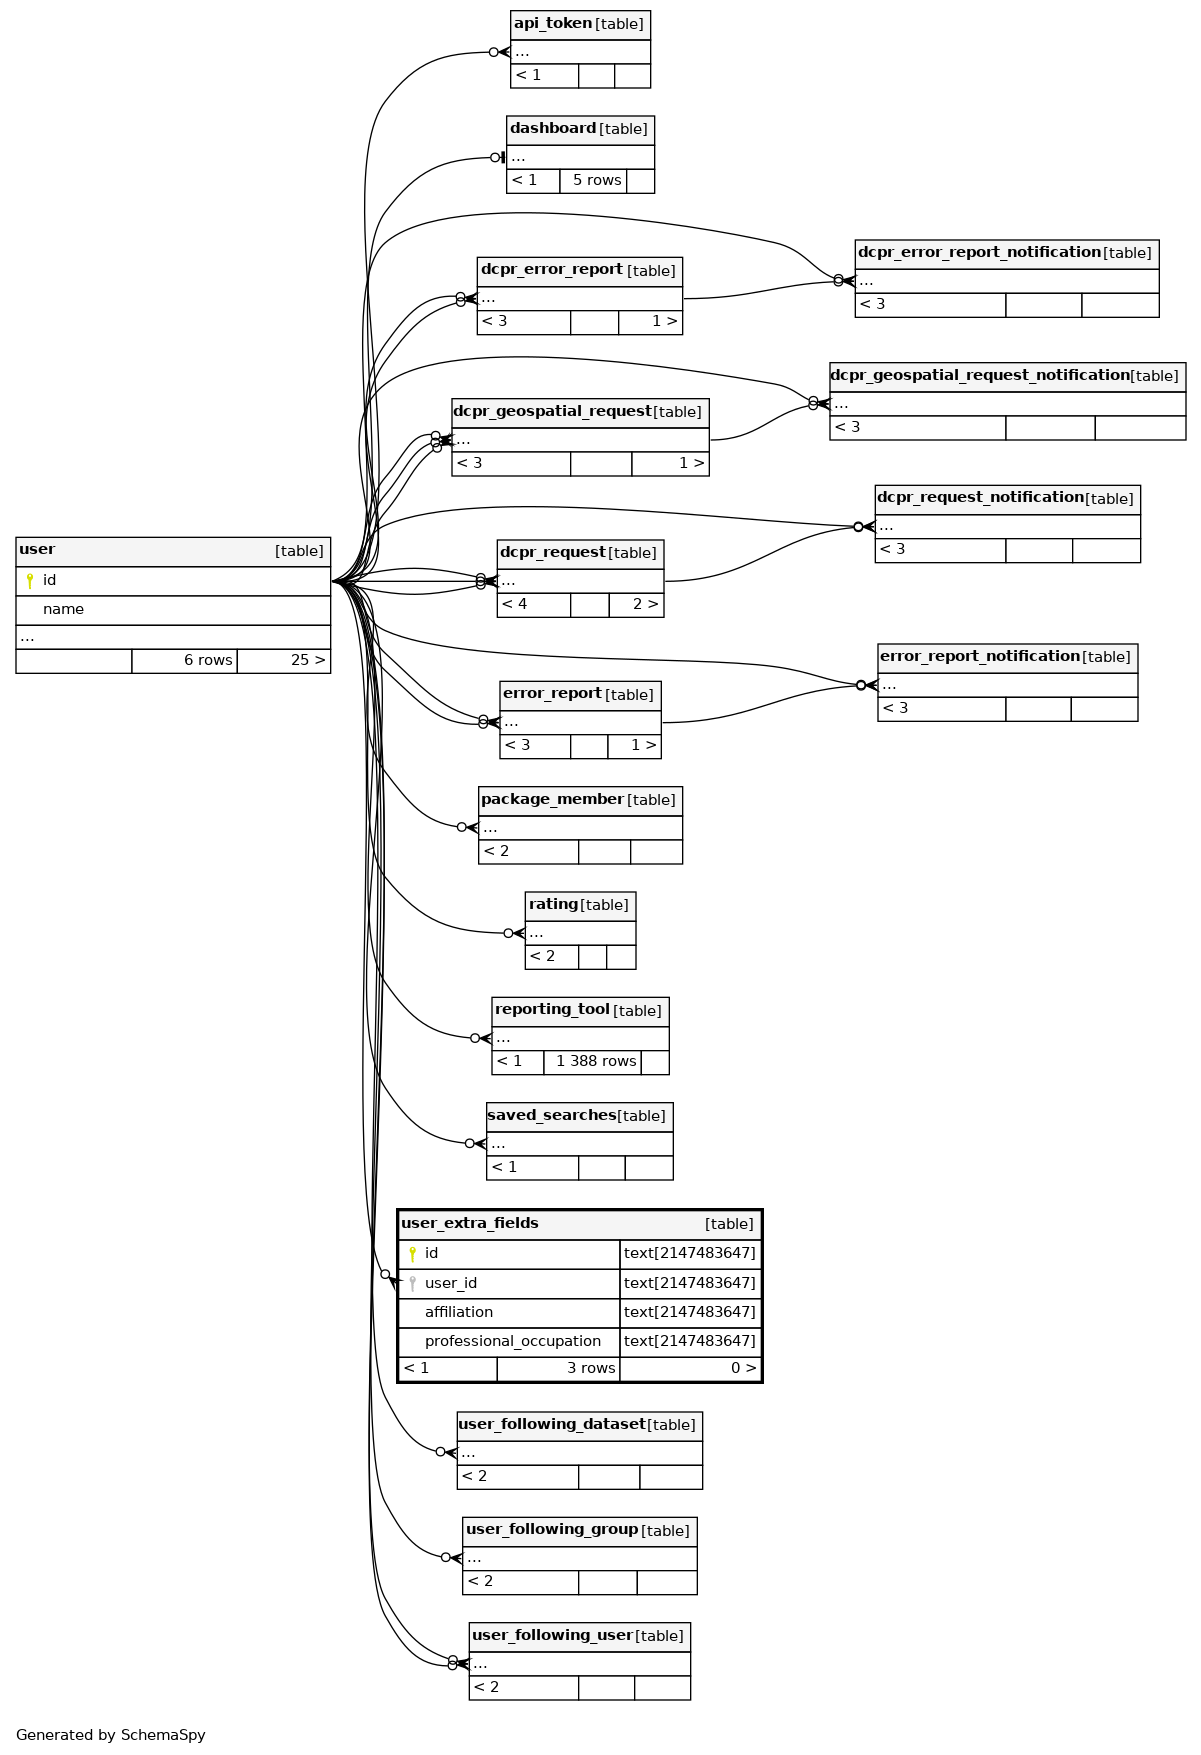 api_token [table]
...
< 1
dashboard [table]
...
< 1 5 rows
dcpr_error_report_notification [table]
...
< 3
dcpr_error_report [table]
...
< 3 1 >
dcpr_geospatial_request_notification [table]
...
< 3
dcpr_geospatial_request [table]
...
< 3 1 >
dcpr_request_notification [table]
...
< 3
user [table]
id
name
...
6 rows 25 >
dcpr_request [table]
...
< 4 2 >
error_report_notification [table]
...
< 3
error_report [table]
...
< 3 1 >
package_member [table]
...
< 2
rating [table]
...
< 2
reporting_tool [table]
...
< 1 1 388 rows
saved_searches [table]
...
< 1
user_extra_fields [table]
id text[2147483647]
user_id text[2147483647]
affiliation text[2147483647]
professional_occupation text[2147483647]
< 1 3 rows 0 >
user_following_dataset [table]
...
< 2
user_following_group [table]
...
< 2
user_following_user [table]
...
< 2
Generated by SchemaSpy